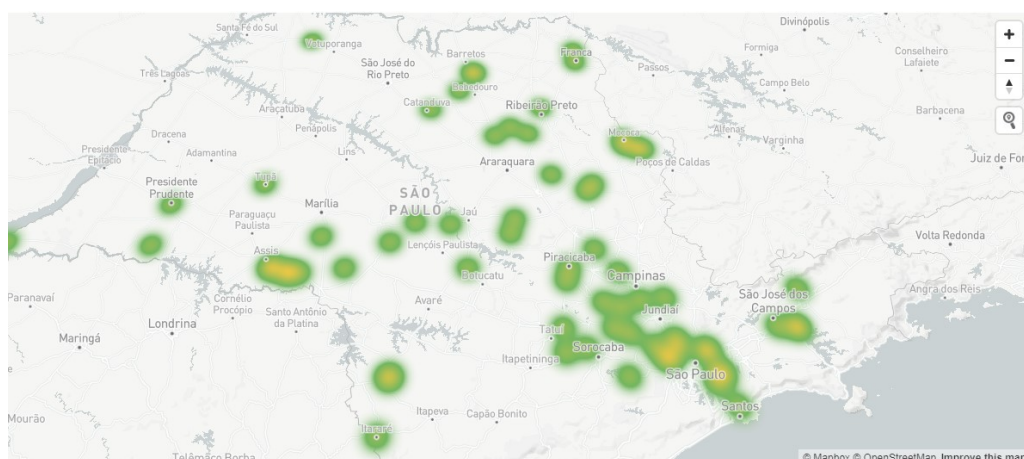 Santa Fé do Sul
Divinópolis
Votuporanga
Franca
Formiga
Conselheiro
Lafaiete
Barretos
São José do
Rio Preto
Passos
Três Lagoas
Bebedouro
Campo Belo
Catanduva
Ribeirão Preto
Araçatuba
Barbacena
Penápolis
Mococa
Alfenas
Varginha
Dracena
Presidente
Epitácio
Adamantina
Lins
Araraquara
Poços de Caldas
Juiz de For
Tupã
Presidente
Prudente
SÃO
PAULO
Marília
Jaú
Paraguaçu
Paulista
Volta Redonda
Lençóis Paulista
Assis
Piracicaba
Botucatu
Campinas
Angra dos Reis
Paranavaí
Cornélio
Procópio
Avaré
São José dos
Campos
Santo Antônio
da Platina
Jundiaí
Londrina
Maringá
Tatuí
Sorocaba
Itapetininga
São Paulo
Santos
Itapeva
Capão Bonito
Mourão
Itararé
Telêmaco Borba
© Mapbox © OpenStreetMap Improve this map